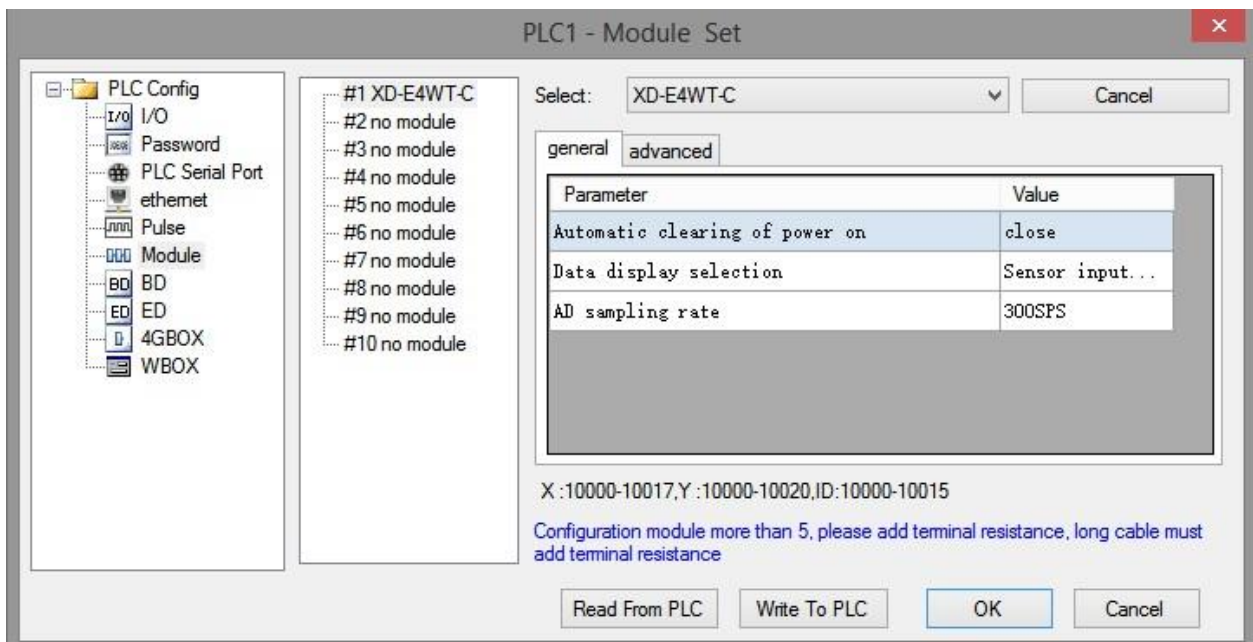 PLC1 - Module Set
PLC Config
I/O
Password
PLC Serial Port
ethernet
Pulse
Module
BD
ED
4GBOX
WBOX
#1 XD-E4WT-C
#2 no module
#3 no module
#4 no module
#5 no module
#6 no module
#7 no module
#8 no module
#9 no module
#10 no module
Select: XD-E4WT-C Cancel
general advanced
Parameter Value
Automatic clearing of power on close
Data display selection Sensor input...
AD sampling rate 300SPS
X :10000-10017,Y :10000-10020,ID:10000-10015
Configuration module more than 5, please add terminal resistance, long cable must
add terminal resistance
Read From PLC Write To PLC OK Cancel